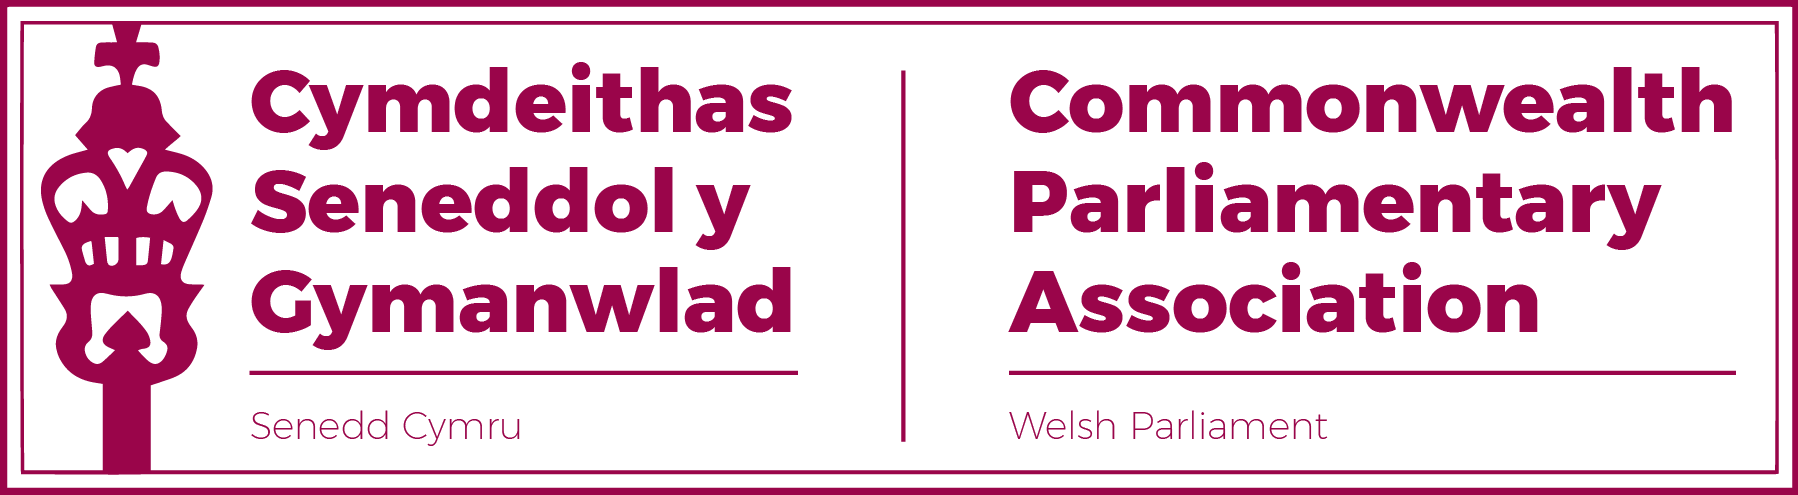 Cymdeithas
Seneddol y
Gymanwlad
Senedd Cymru
Commonwealth
Parliamentary
Association
Welsh Parliament